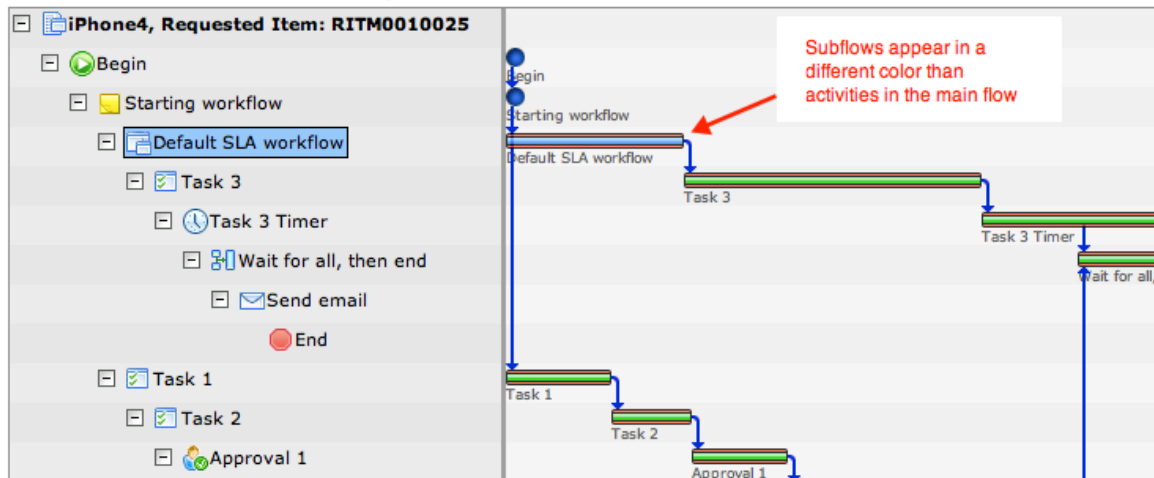 iPhone4, Requested Item: RITM0010025
Begin
Starting workflow
Default SLA workflow
Task 3
Task 3 Timer
Wait for all, then end
Send email
End
Task 1
Task 2
Approval 1
Subflows appear in a
different color than
activities in the main flow
Begin
Starting workflow
Default SLA workflow
Task 3
Task 3 Timer
Wait for all,
Task 1
Task 2
Approval 1